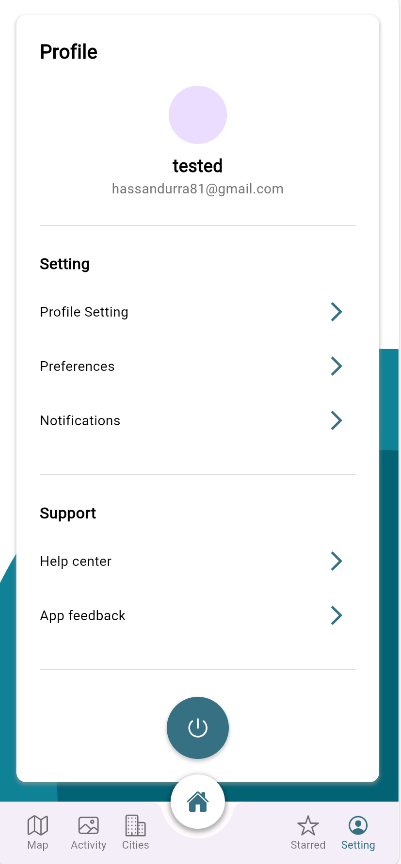 Profile
tested
hassandurra81@gmail.com
Setting
Profile Setting
Preferences
Notifications
Support
Help center
App feedback
Map
Activity
Cities
Starred
Setting